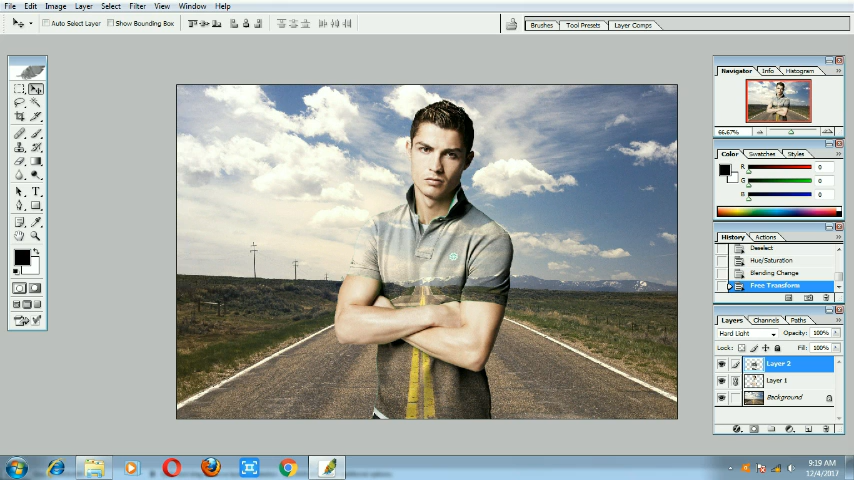 File Edit Image Layer Select Filter View Window Help
Auto Select Layer Show Bounding Box
Brushes Tool Presets Layer Comps
Navigator Info Histogram
66.67%
Color Swatches Styles
R 0
G 0
B 0
History Actions
Deselect
Hue/Saturation
Blending Change
Free Transform
Layers Channels Paths
Hard Light Opacity: 100%
Lock: Fill: 100%
Layer 2
Layer 1
Background
9:19 AM
12/4/2017